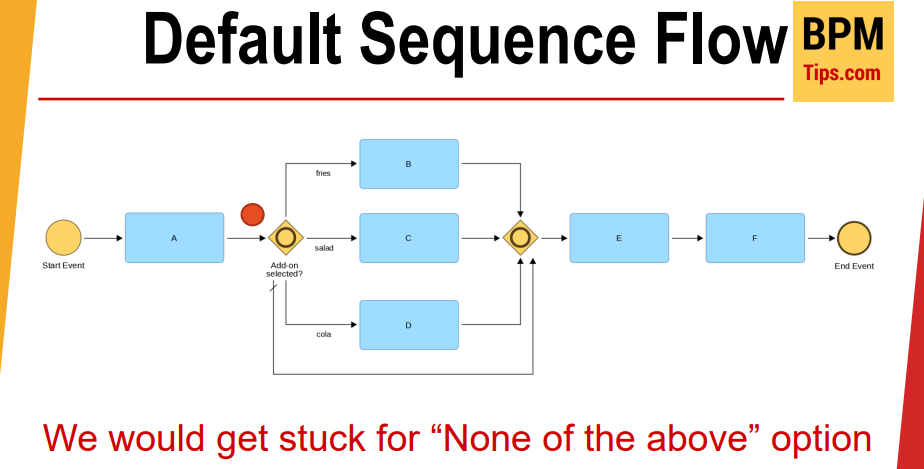 Default Sequence Flow
BPM
Tips.com
B
fries
Start Event
A
Add-on
selected?
salad
C
E
F
End Event
D
cola
We would get stuck for “None of the above” option